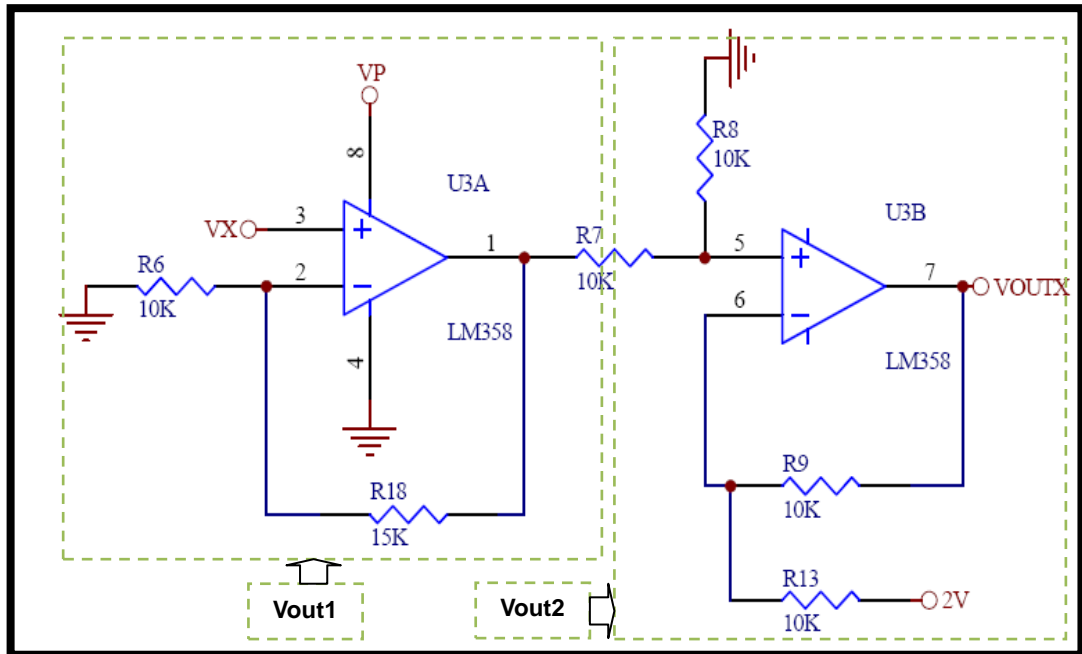 VP
8
U3A
VX
3
+
1
R6
2
−
10K
LM358
4
R18
15K
R7
10K
R8
10K
U3B
5
+
7
VOUTX
6
−
LM358
R9
10K
R13
2V
10K
Vout1
Vout2